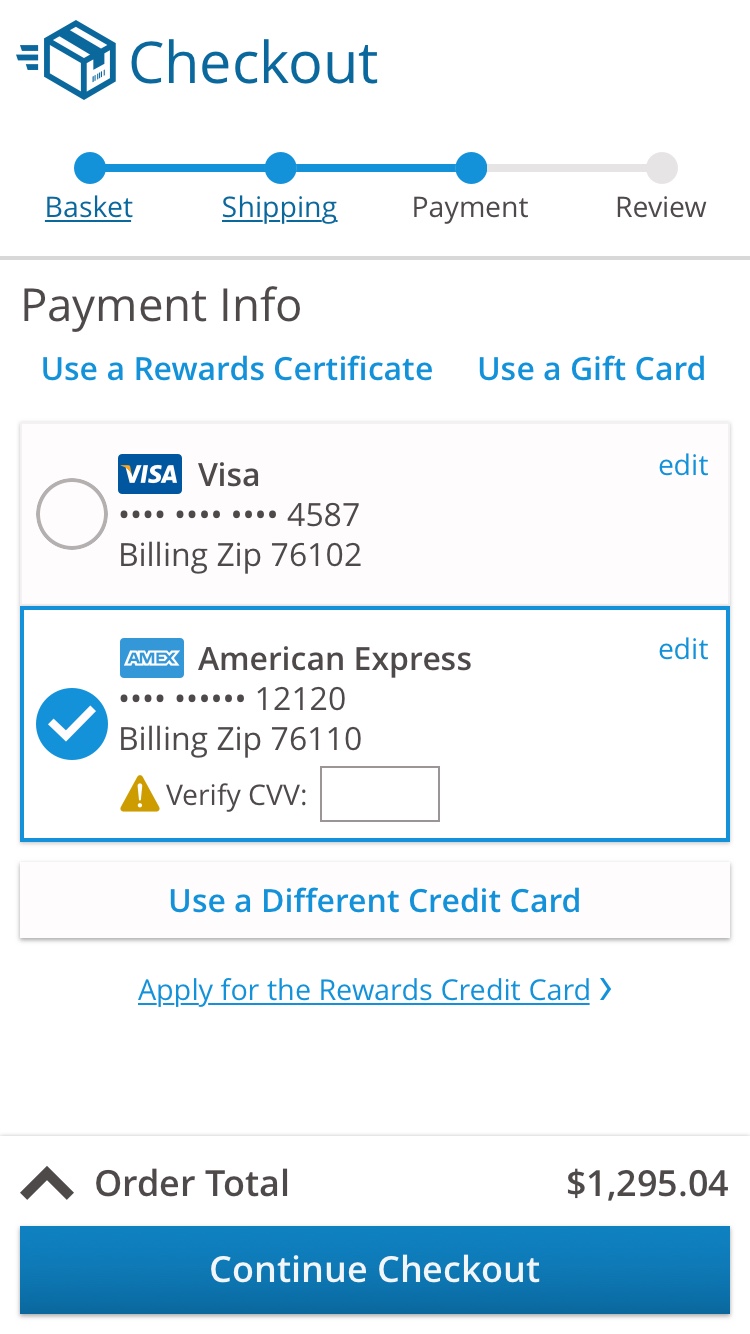 Checkout
Basket Shipping Payment Review
Payment Info
Use a Rewards Certificate Use a Gift Card
VISA Visa edit
•••• •••• •••• 4587
Billing Zip 76102
AMEX American Express edit
•••• •••••• 12120
Billing Zip 76110
Verify CVV:
Use a Different Credit Card
Apply for the Rewards Credit Card ›
Order Total $1,295.04
Continue Checkout